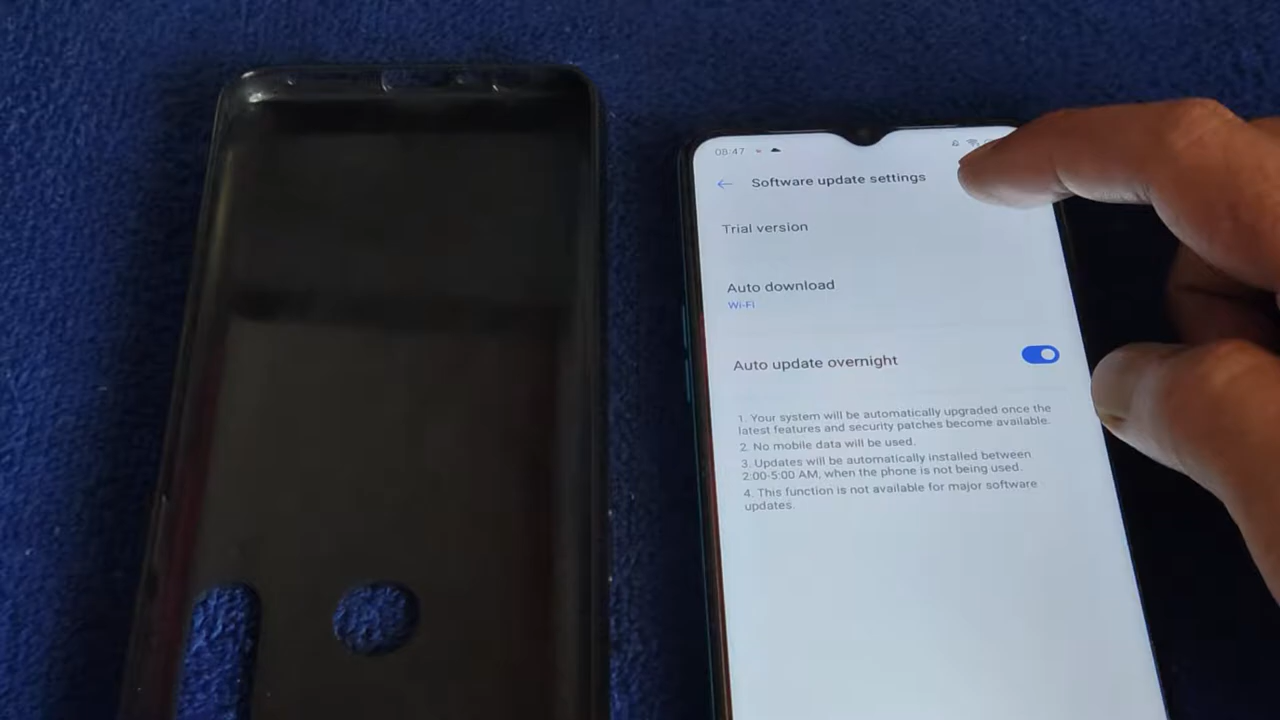 08:47
Software update settings
Trial version
Auto download
Wi-Fi
Auto update overnight
1. Your system will be automatically upgraded once the
latest features and security patches become available.
2. No mobile data will be used.
3. Updates will be automatically installed between
2:00-5:00 AM, when the phone is not being used.
4. This function is not available for major software
updates.